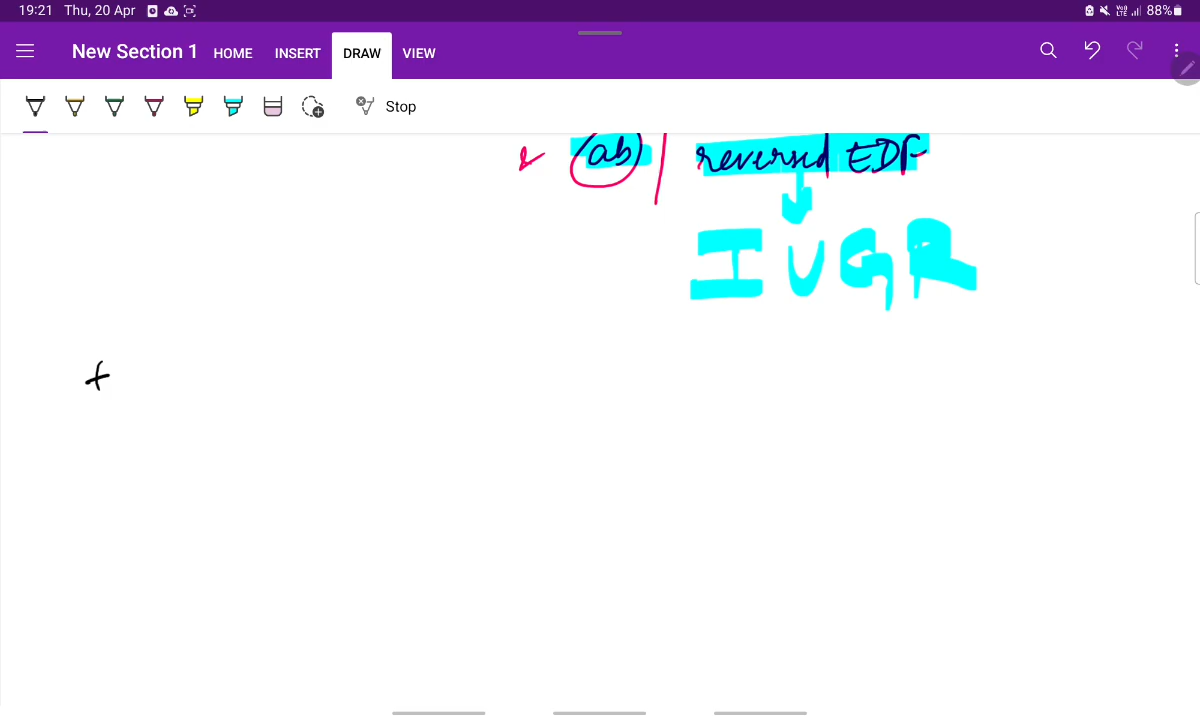 19:21 Thu, 20 Apr 88%
New Section 1 HOME INSERT DRAW VIEW
Stop
& (ab) | reversed EDF
IUGR
+